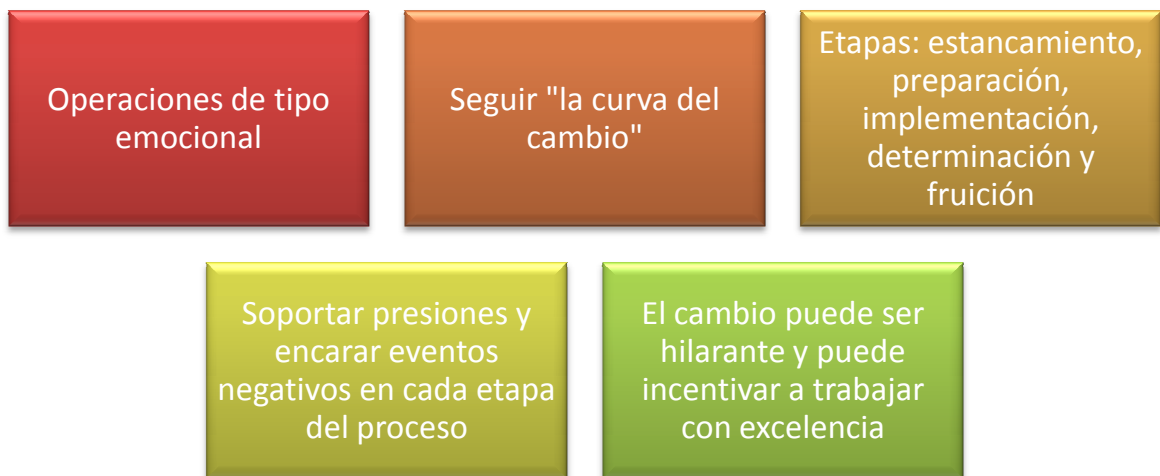 Operaciones de tipo
emocional
Seguir "la curva del
cambio"
Etapas: estancamiento,
preparación,
implementación,
determinación y
fruición
Soportar presiones y
encarar eventos
negativos en cada etapa
del proceso
El cambio puede ser
hilarante y puede
incentivar a trabajar
con excelencia